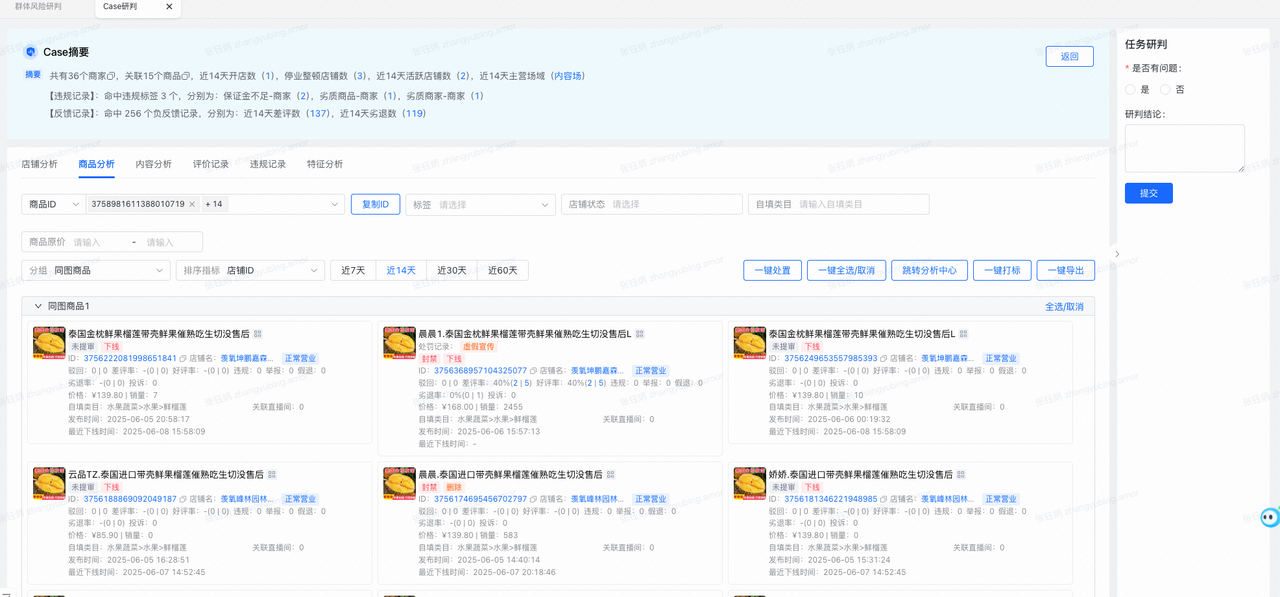 群体风险研判 Case研判 ×
Case摘要
返回
摘要 共有36个商家，关联15个商品，近14天开店数（1），停业整顿店铺数（3），近14天活跃店铺数（2），近14天主营场域（内容场）
【违规记录】：命中违规标签 3 个，分别为：保证金不足-商家（2），劣质商品-商家（1），劣质商家-商家（1）
【反馈记录】：命中 256 个负反馈记录，分别为：近14天差评数（137），近14天劣退数（119）
任务研判
* 是否有问题：
是 否
研判结论：
提交
店铺分析 商品分析 内容分析 评价记录 违规记录 特征分析
商品ID 3758981611388010719 × + 14 复制ID 标签 请选择 店铺状态 请选择 自填类目 请输入自填类目
商品原价 请输入 - 请输入
分组 同图商品 排序指标 店铺ID 近7天 近14天 近30天 近60天 一键处置 一键全选/取消 跳转分析中心 一键打标 一键导出
同图商品1 全选/取消
泰国金枕鲜果榴莲带壳鲜果催熟吃生切没售后
未提审 下线
ID：3756222081998651841 店铺名：羡氧坤鹏嘉森... 正常营业
驳回：0 | 0 差评率：-(0 | 0) 好评率：-(0 | 0) 违规：0 举报：0 假退：0
劣退率：-(0 | 0) 投诉：0
价格：¥139.80 | 销量：7
自填类目：水果蔬菜>水果>鲜榴莲 关联直播间：0
发布时间：2025-06-05 20:58:17
最近下线时间：2025-06-08 15:58:09
晨晨1.泰国金枕鲜果榴莲带壳鲜果催熟吃生切没售后L
处罚记录： 虚假宣传
封禁 下线
ID：3756368957104325077 店铺名：羡氧坤鹏嘉森... 正常营业
驳回：0 | 0 差评率：40%(2 | 5) 好评率：40%(2 | 5) 违规：0 举报：0 假退：0
劣退率：0%(0 | 1) 投诉：0
价格：¥168.00 | 销量：2455
自填类目：水果蔬菜>水果>鲜榴莲 关联直播间：0
发布时间：2025-06-06 15:57:13
最近下线时间：-
泰国金枕鲜果榴莲带壳鲜果催熟吃生切没售后L
未提审 下线
ID：3756249653557985393 店铺名：羡氧坤鹏嘉森... 正常营业
驳回：0 | 0 差评率：-(0 | 0) 好评率：-(0 | 0) 违规：0 举报：0 假退：0
劣退率：-(0 | 0) 投诉：0
价格：¥139.80 | 销量：10
自填类目：水果蔬菜>水果>鲜榴莲 关联直播间：0
发布时间：2025-06-06 00:19:32
最近下线时间：2025-06-08 15:58:09
云品TZ.泰国进口带壳鲜果榴莲催熟吃生切没售后
未提审 下线
ID：3756188869092049187 店铺名：羡氧峰林园林... 正常营业
驳回：0 | 0 差评率：-(0 | 0) 好评率：-(0 | 0) 违规：0 举报：0 假退：0
劣退率：-(0 | 0) 投诉：0
价格：¥85.90 | 销量：0
自填类目：水果蔬菜>水果>鲜榴莲 关联直播间：0
发布时间：2025-06-05 16:28:51
最近下线时间：2025-06-07 14:52:45
晨晨.泰国进口带壳鲜果榴莲催熟吃生切没售后
封禁 删除
ID：3756174695456702797 店铺名：羡氧峰林园林... 正常营业
驳回：0 | 0 差评率：-(0 | 0) 好评率：-(0 | 0) 违规：0 举报：0 假退：0
劣退率：-(0 | 0) 投诉：0
价格：¥139.80 | 销量：583
自填类目：水果蔬菜>水果>鲜榴莲 关联直播间：0
发布时间：2025-06-05 14:40:14
最近下线时间：2025-06-07 20:18:46
娇娇.泰国进口带壳鲜果榴莲催熟吃生切没售后
未提审 下线
ID：3756181346221948985 店铺名：羡氧峰林园林... 正常营业
驳回：0 | 0 差评率：-(0 | 0) 好评率：-(0 | 0) 违规：0 举报：0 假退：0
劣退率：-(0 | 0) 投诉：0
价格：¥139.80 | 销量：0
自填类目：水果蔬菜>水果>鲜榴莲 关联直播间：0
发布时间：2025-06-05 15:31:24
最近下线时间：2025-06-07 14:52:45